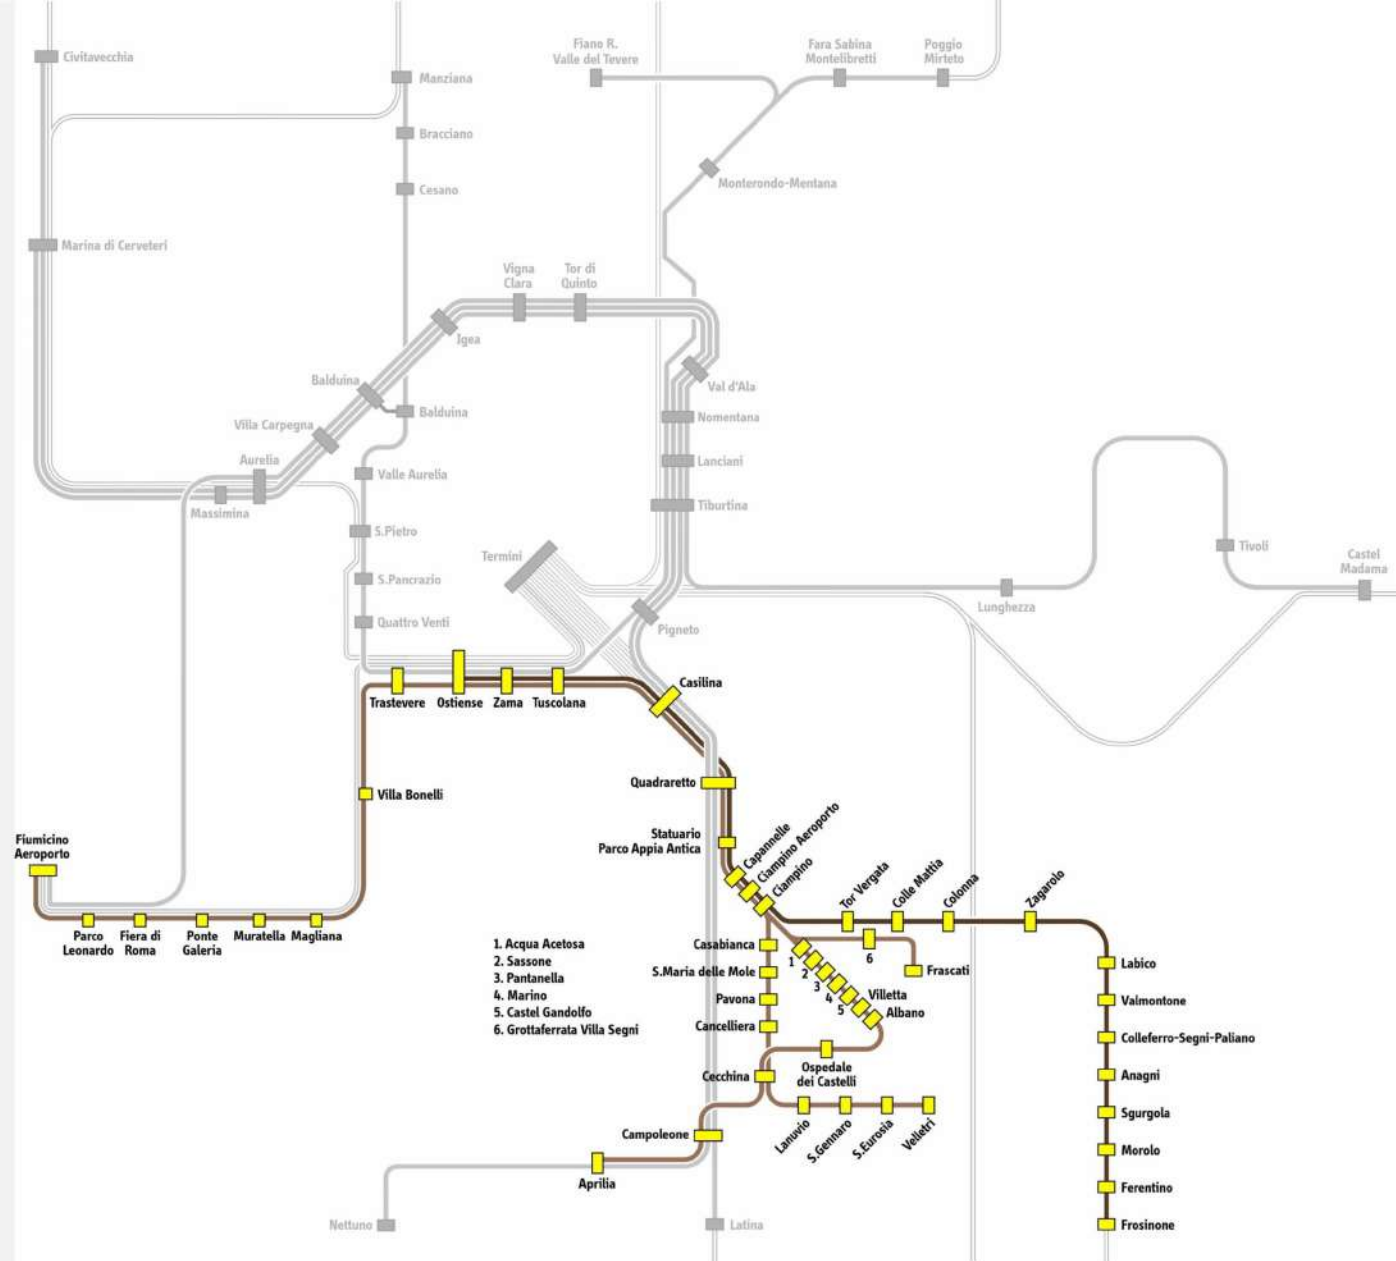 Civitavecchia
Manziana
Fiano R.
Valle del Tevere
Fara Sabina
Montelibretti
Poggio
Mirteto
Bracciano
Cesano
Monterondo-Mentana
Marina di Cerveteri
Vigna
Clara
Tor di
Quinto
Igea
Balduina
Val d'Ala
Balduina
Nomentana
Villa Carpegna
Aurelia
Lanciani
Valle Aurelia
Massimina
Tiburtina
S.Pietro
Termini
Tivoli
Castel
Madama
S.Pancrazio
Lunghezza
Quattro Venti
Pigneto
Casilina
Trastevere
Ostiense
Zama
Tuscolana
Quadraretto
Villa Bonelli
Statuario
Parco Appia Antica
Fiumicino
Aeroporto
Capannelle
Ciampino Aeroporto
Ciampino
Tor Vergata
Colle Mattia
Colonna
Zagarolo
Parco
Leonardo
Fiera di
Roma
Ponte
Galeria
Muratella
Magliana
1. Acqua Acetosa
2. Sassone
3. Pantanella
4. Marino
5. Castel Gandolfo
6. Grottaferrata Villa Segni
Casabianca
S.Maria delle Mole
Pavona
Cancelliera
1
2
3
4
5
6
Frascati
Villetta
Albano
Labico
Valmontone
Colleferro-Segni-Paliano
Anagni
Sgurgola
Morolo
Ferentino
Frosinone
Cecchina
Ospedale
dei Castelli
Lanuvio
S.Gennaro
S.Eurosia
Velletri
Campoleone
Aprilia
Nettuno
Latina